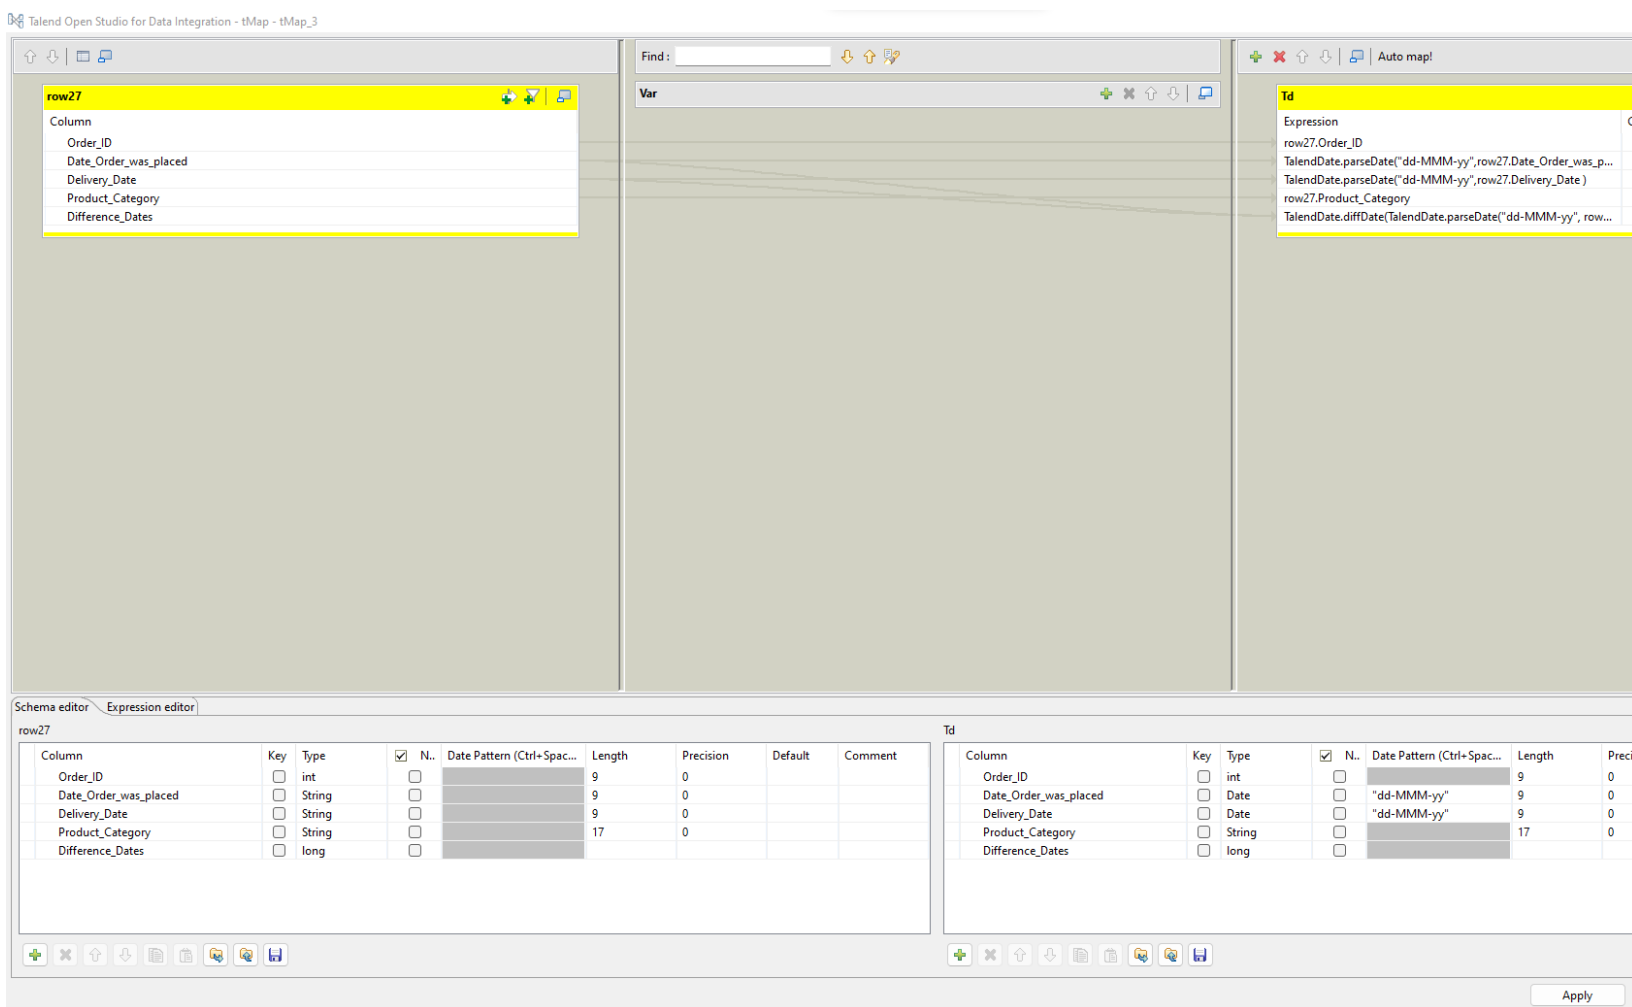 Talend Open Studio for Data Integration - tMap - tMap_3
Find :
Auto map!
row27
Column
Order_ID
Date_Order_was_placed
Delivery_Date
Product_Category
Difference_Dates
Var
Td
Expression
row27.Order_ID
TalendDate.parseDate("dd-MMM-yy",row27.Date_Order_was_p...
TalendDate.parseDate("dd-MMM-yy",row27.Delivery_Date )
row27.Product_Category
TalendDate.diffDate(TalendDate.parseDate("dd-MMM-yy", row...
Schema editor Expression editor
row27
Column Key Type N.. Date Pattern (Ctrl+Spac... Length Precision Default Comment
Order_ID int 9 0
Date_Order_was_placed String 9 0
Delivery_Date String 9 0
Product_Category String 17 0
Difference_Dates long
Td
Column Key Type N.. Date Pattern (Ctrl+Spac... Length Preci
Order_ID int 9 0
Date_Order_was_placed Date "dd-MMM-yy" 9 0
Delivery_Date Date "dd-MMM-yy" 9 0
Product_Category String 17 0
Difference_Dates long
Apply